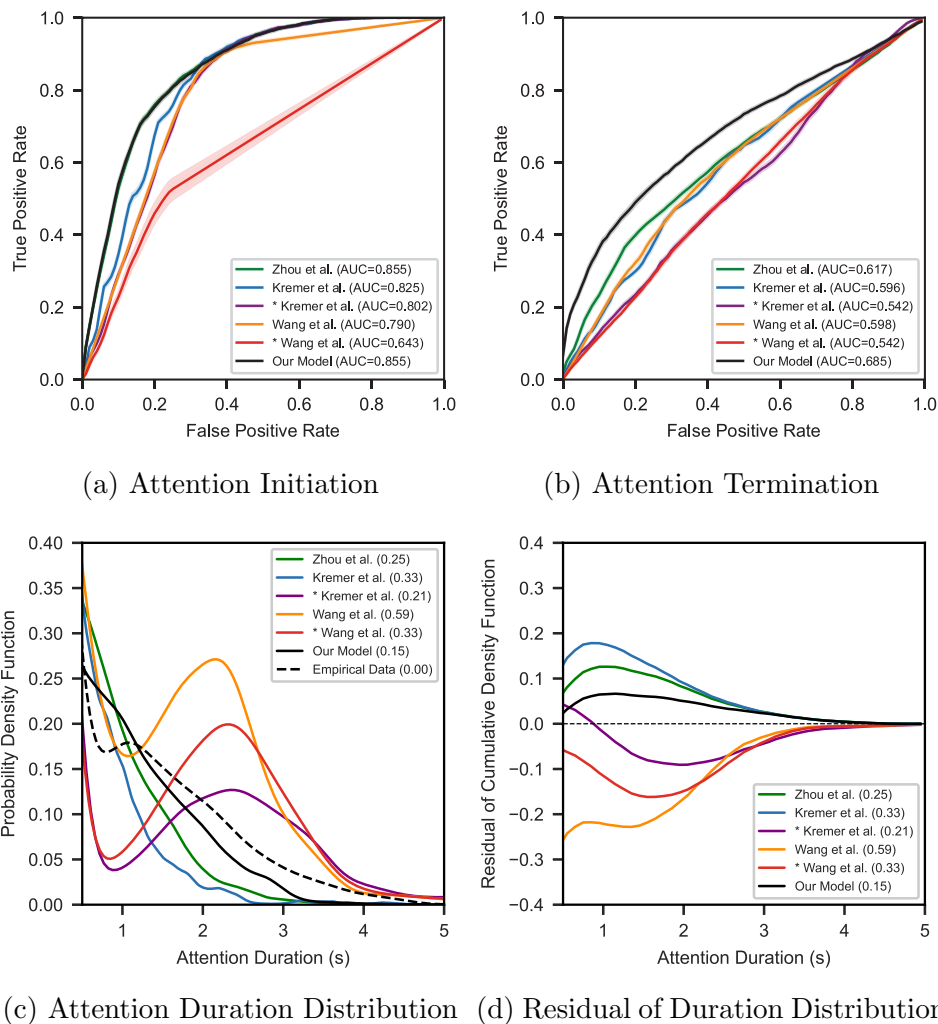 1.0
0.8
0.6
0.4
0.2
0.0
True Positive Rate
Zhou et al. (AUC=0.855)
Kremer et al. (AUC=0.825)
* Kremer et al. (AUC=0.802)
Wang et al. (AUC=0.790)
* Wang et al. (AUC=0.643)
Our Model (AUC=0.855)
0.0 0.2 0.4 0.6 0.8 1.0
False Positive Rate
(a) Attention Initiation
1.0
0.8
0.6
0.4
0.2
0.0
True Positive Rate
Zhou et al. (AUC=0.617)
Kremer et al. (AUC=0.596)
* Kremer et al. (AUC=0.542)
Wang et al. (AUC=0.598)
* Wang et al. (AUC=0.542)
Our Model (AUC=0.685)
0.0 0.2 0.4 0.6 0.8 1.0
False Positive Rate
(b) Attention Termination
0.40
0.35
0.30
0.25
0.20
0.15
0.10
0.05
0.00
Probability Density Function
Zhou et al. (0.25)
Kremer et al. (0.33)
* Kremer et al. (0.21)
Wang et al. (0.59)
* Wang et al. (0.33)
Our Model (0.15)
Empirical Data (0.00)
1 2 3 4 5
Attention Duration (s)
(c) Attention Duration Distribution
0.4
0.3
0.2
0.1
0.0
−0.1
−0.2
−0.3
−0.4
Residual of Cumulative Density Function
Zhou et al. (0.25)
Kremer et al. (0.33)
* Kremer et al. (0.21)
Wang et al. (0.59)
* Wang et al. (0.33)
Our Model (0.15)
1 2 3 4 5
Attention Duration (s)
(d) Residual of Duration Distribution